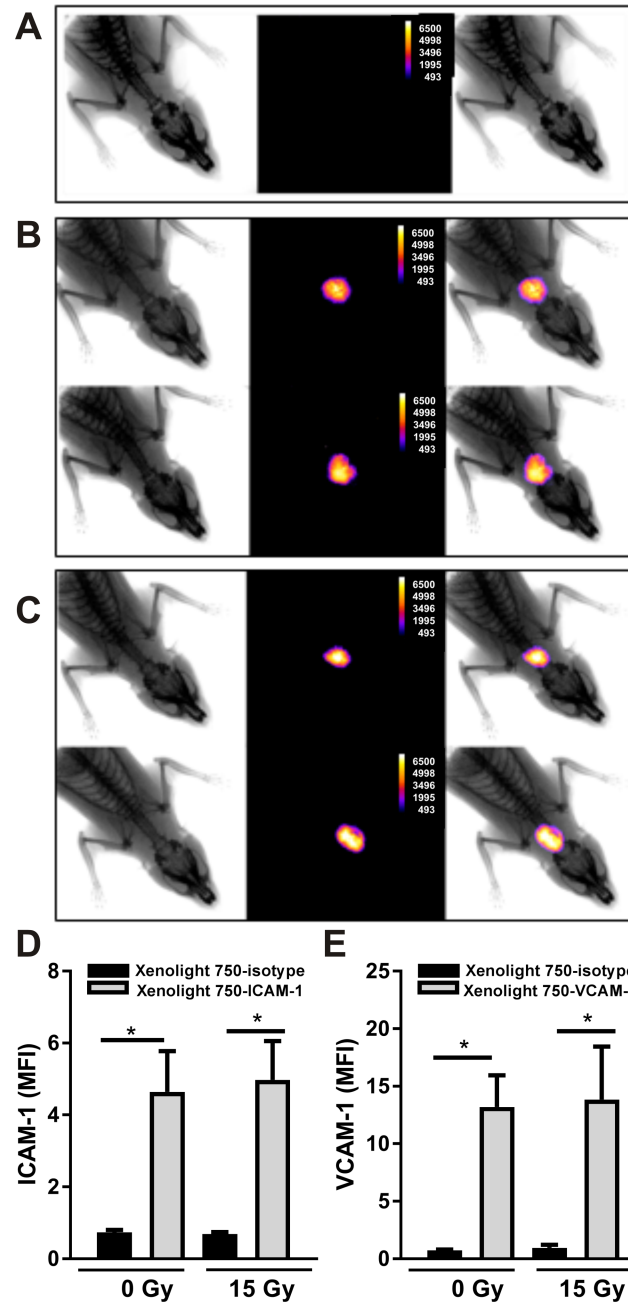 A
6500
4998
3496
1995
493
B
6500
4998
3496
1995
493
6500
4998
3496
1995
493
C
6500
4998
3496
1995
493
6500
4998
3496
1995
493
D
Xenolight 750-isotype
Xenolight 750-ICAM-1
ICAM-1 (MFI)
8
6
4
2
0
*
*
0 Gy
15 Gy
E
Xenolight 750-isotype
Xenolight 750-VCAM-
VCAM-1 (MFI)
25
20
15
10
5
0
*
*
0 Gy
15 Gy